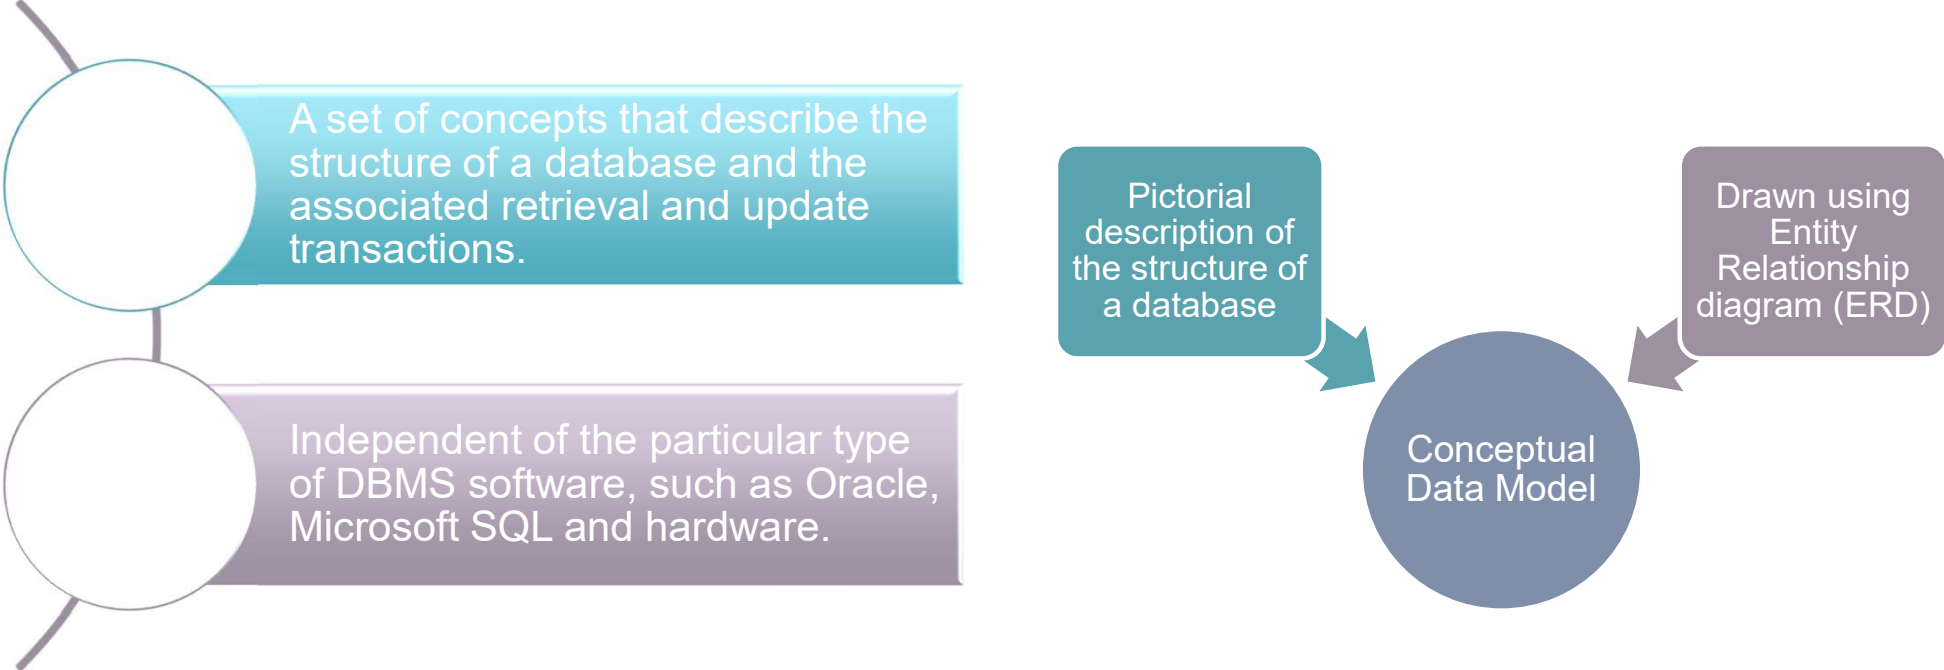 A set of concepts that describe the
structure of a database and the
associated retrieval and update
transactions.
Independent of the particular type
of DBMS software, such as Oracle,
Microsoft SQL and hardware.
Pictorial
description of
the structure of
a database
Drawn using
Entity
Relationship
diagram (ERD)
Conceptual
Data Model